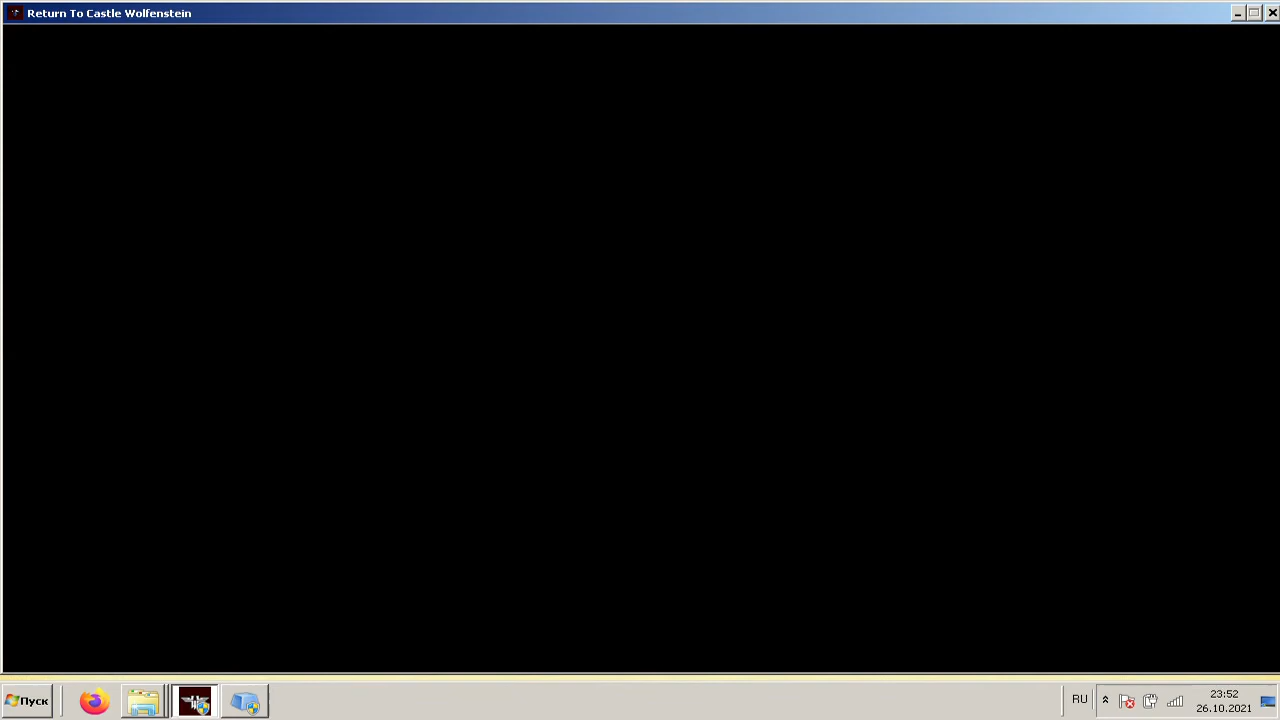 Return To Castle Wolfenstein
Пуск
RU
23:52
26.10.2021